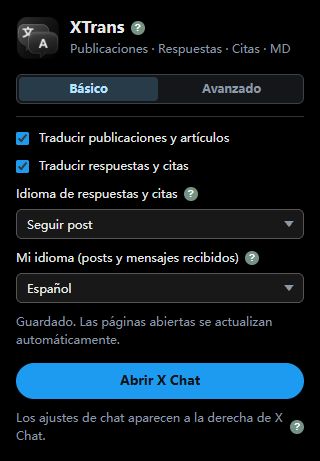 XTrans ?
Publicaciones · Respuestas · Citas · MD
Básico
Avanzado
Traducir publicaciones y artículos
Traducir respuestas y citas
Idioma de respuestas y citas ?
Seguir post
Mi idioma (posts y mensajes recibidos) ?
Español
Guardado. Las páginas abiertas se actualizan
automáticamente.
Abrir X Chat
Los ajustes de chat aparecen a la derecha de X
Chat. ?